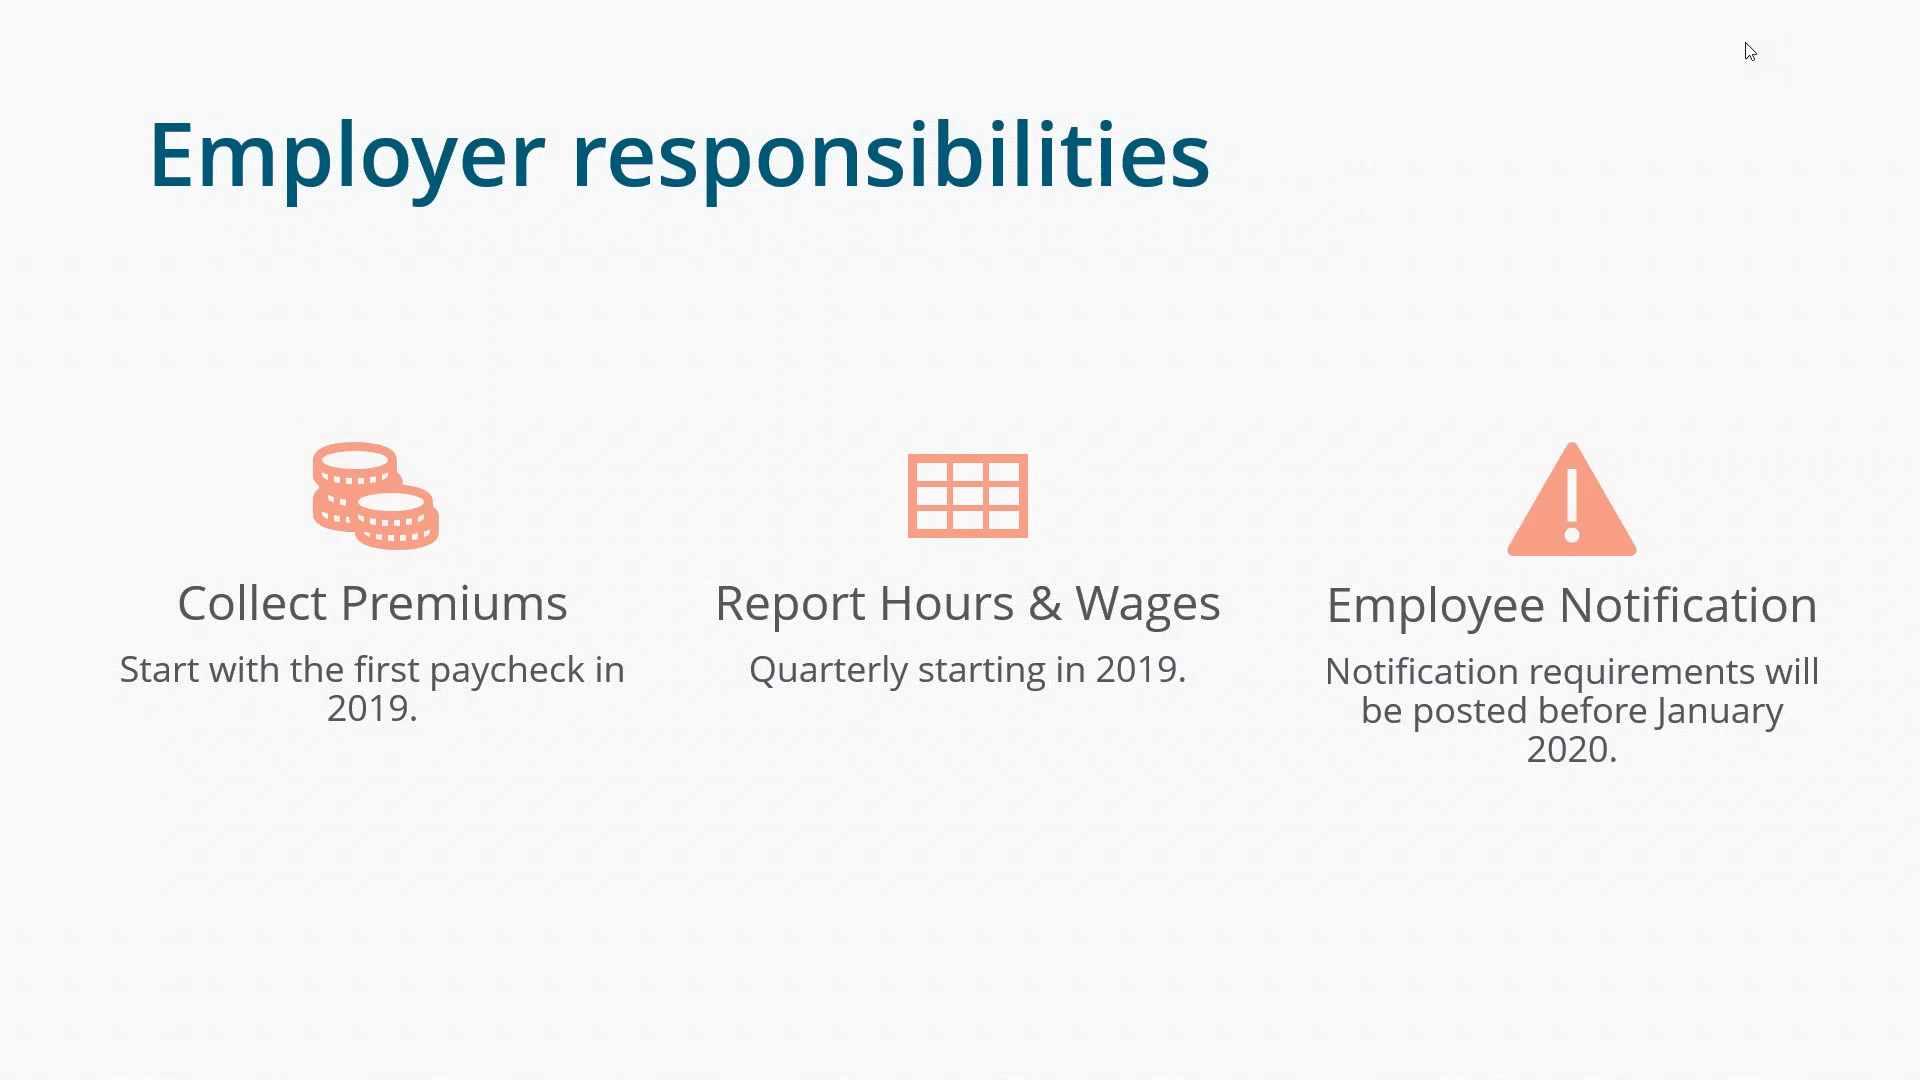 Employer responsibilities
Collect Premiums
Start with the first paycheck in
2019.
Report Hours & Wages
Quarterly starting in 2019.
Employee Notification
Notification requirements will
be posted before January
2020.